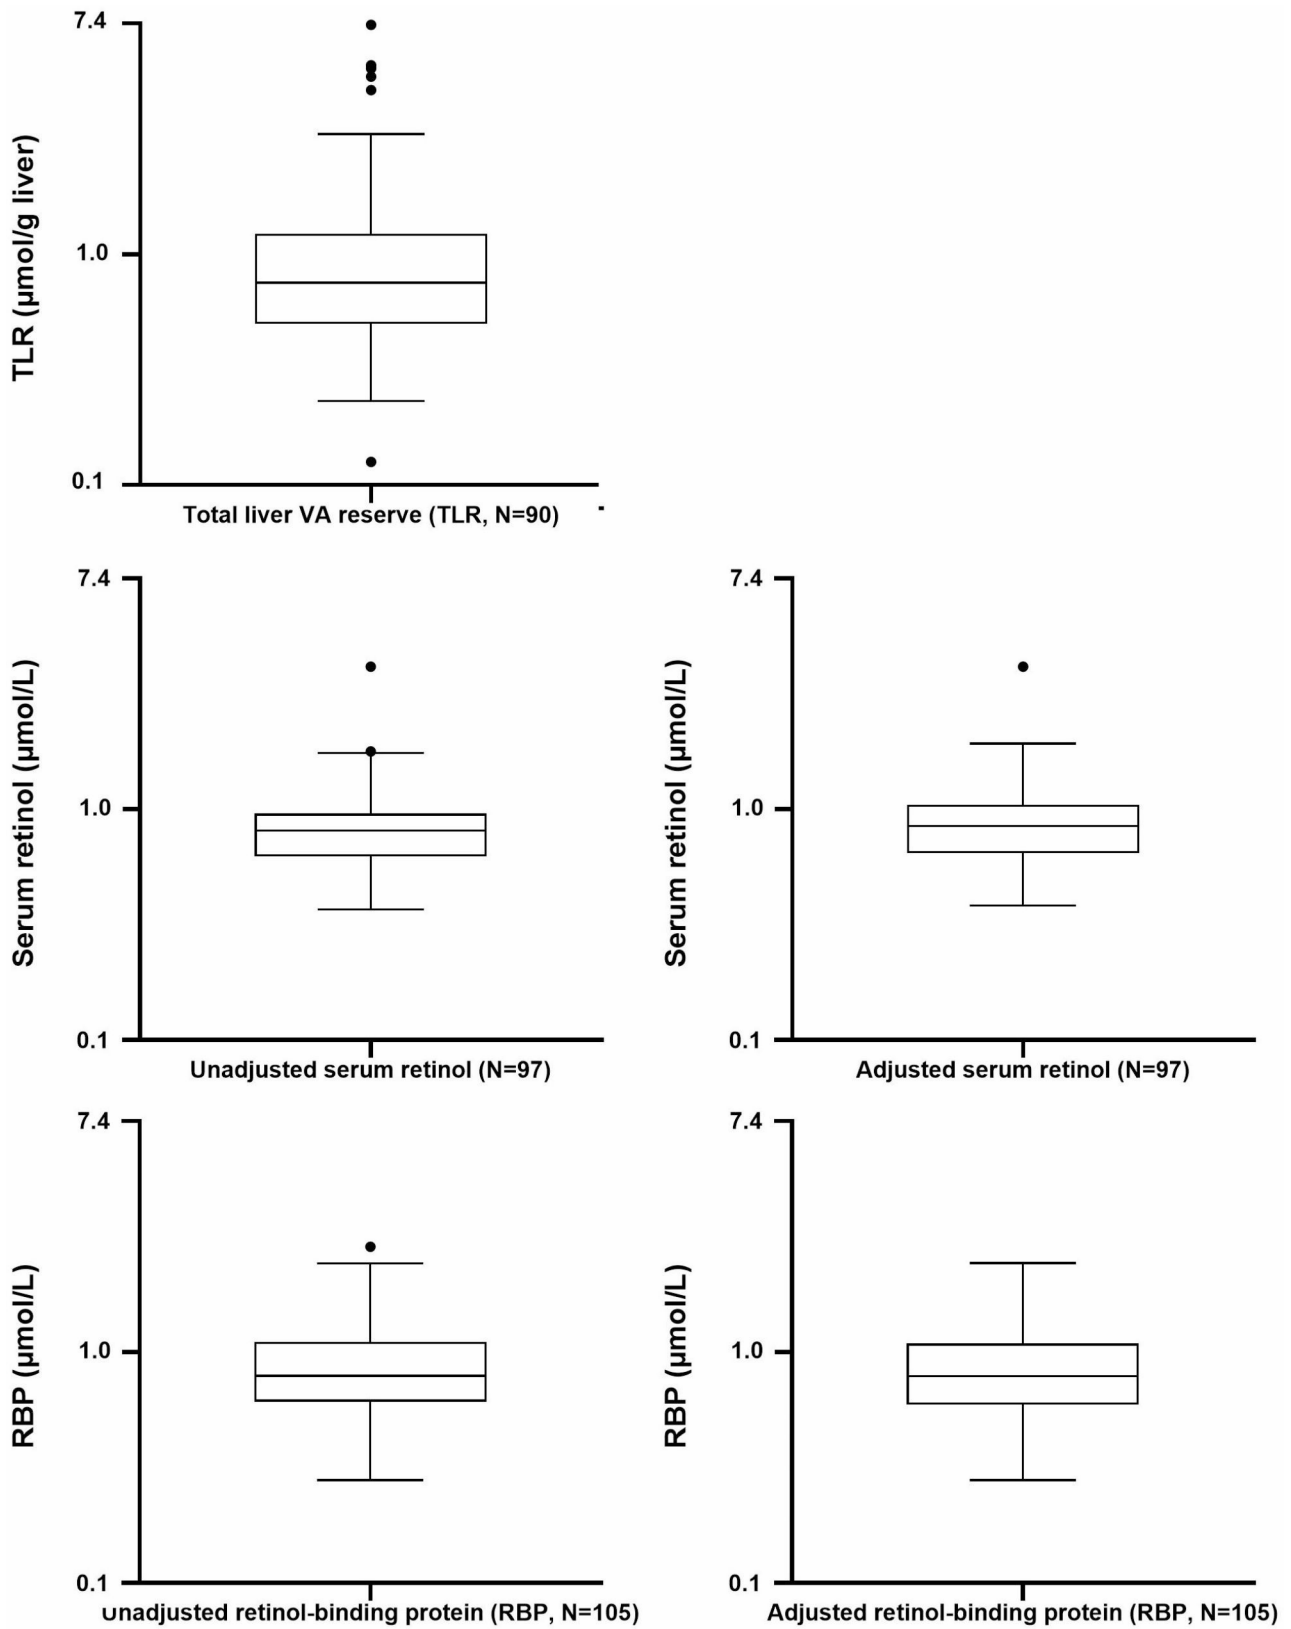 7.4
TLR (µmol/g liver)
1.0
0.1
Total liver VA reserve (TLR, N=90)
7.4
Serum retinol (µmol/L)
1.0
0.1
Unadjusted serum retinol (N=97)
7.4
Serum retinol (µmol/L)
1.0
0.1
Adjusted serum retinol (N=97)
7.4
RBP (µmol/L)
1.0
0.1
Unadjusted retinol-binding protein (RBP, N=105)
7.4
RBP (µmol/L)
1.0
0.1
Adjusted retinol-binding protein (RBP, N=105)